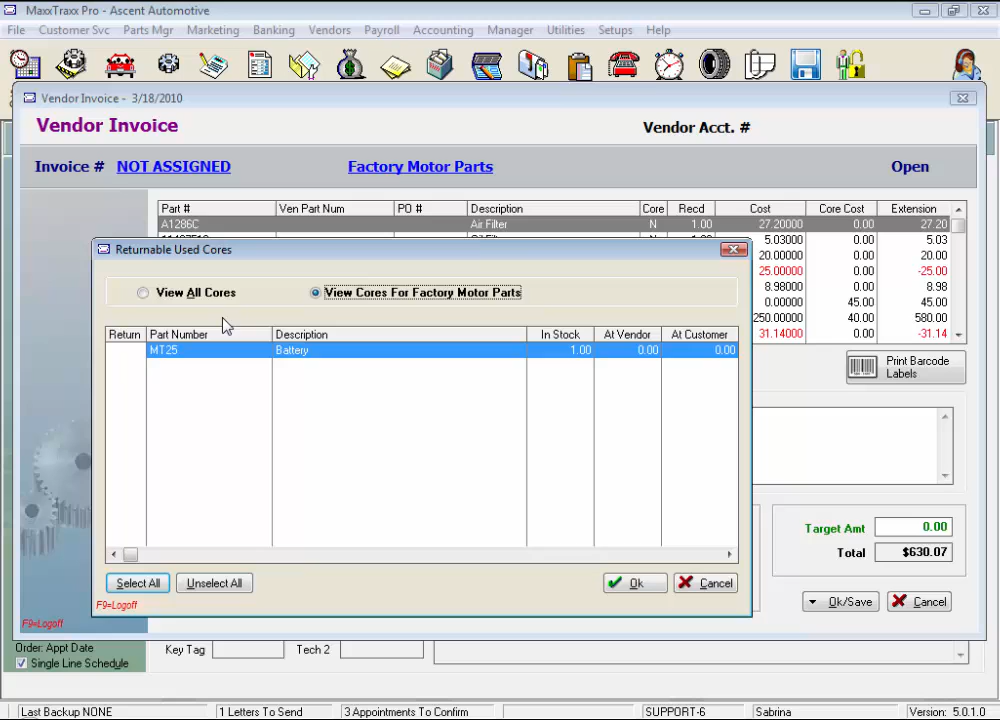 MaxxTraxx Pro - Ascent Automotive
File Customer Svc Parts Mgr Marketing Banking Vendors Payroll Accounting Manager Utilities Setups Help
Vendor Invoice - 3/18/2010
Vendor Invoice
Vendor Acct. #
Invoice # NOT ASSIGNED Factory Motor Parts Open
Part # Ven Part Num PO # Description Core Recd Cost Core Cost Extension
A1286C Air Filter N 1.00 27.20000 0.00 27.20
5.03000 0.00 5.03
20.00000 0.00 20.00
25.00000 0.00 -25.00
8.98000 0.00 8.98
0.00000 45.00 45.00
250.00000 40.00 580.00
31.14000 0.00 -31.14
Returnable Used Cores
View All Cores View Cores For Factory Motor Parts
Return Part Number Description In Stock At Vendor At Customer
MT25 Battery 1.00 0.00 0.00
Print Barcode
Labels
Target Amt 0.00
Total $630.07
Select All Unselect All Ok Cancel
F9=Logoff
Ok/Save Cancel
F9=Logoff
Order: Appt Date
Single Line Schedule
Key Tag Tech 2
Last Backup NONE 1 Letters To Send 3 Appointments To Confirm SUPPORT-6 Sabrina Version: 5.0.1.0